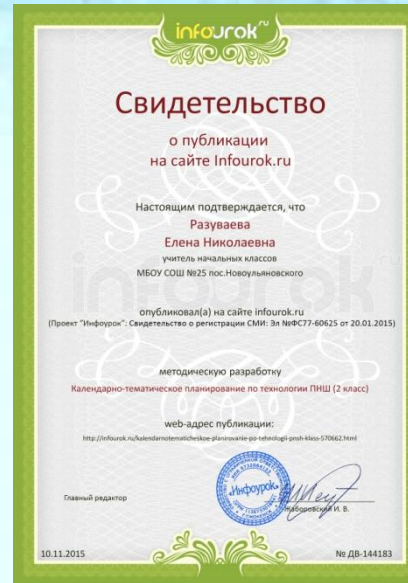 infourok ru
Свидетельство
о публикации
на сайте Infourok.ru
Настоящим подтверждается, что
Разуваева
Елена Николаевна
учитель начальных классов
МБОУ СОШ №25 пос.Новоульяновского
опубликовал(а) на сайте infourok.ru
(Проект "Инфоурок": Свидетельство о регистрации СМИ: Эл №ФС77-60625 от 20.01.2015)
методическую разработку
Календарно-тематическое планирование по технологии ПНШ (2 класс)
web-адрес публикации:
http://infourok.ru/kalendarnotematicheskoe-planirovanie-po-tehnologii-pnsh-klass-570662.html
«Инфоурок»
Главный редактор
Жаборовский И. В.
10.11.2015
№ ДВ-144183